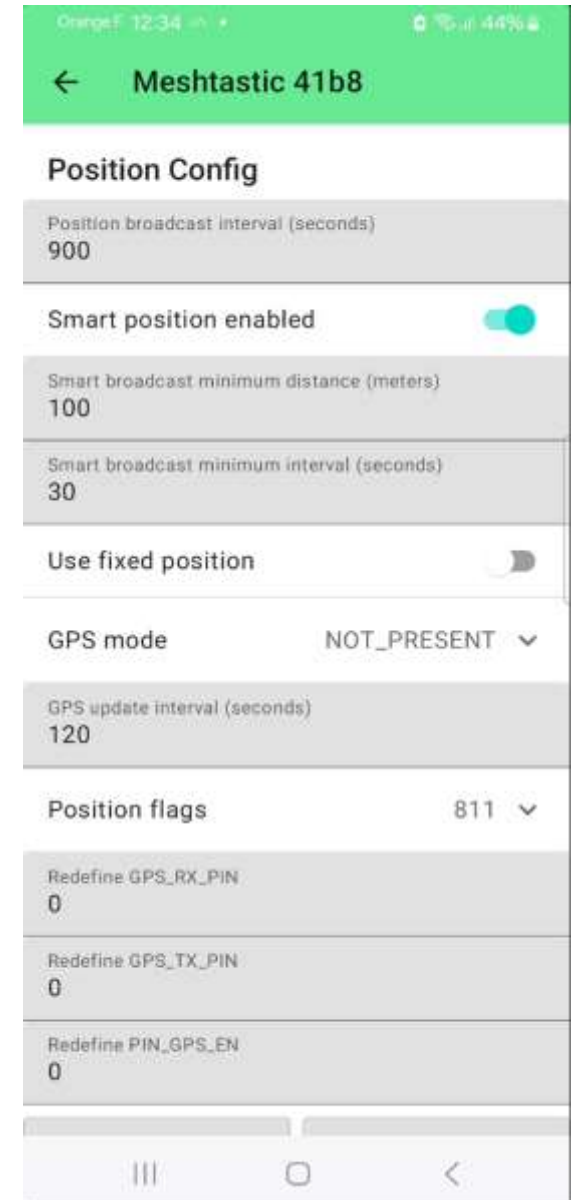 Orange F 12:34
44%
Meshtastic 41b8
Position Config
Position broadcast interval (seconds)
900
Smart position enabled
Smart broadcast minimum distance (meters)
100
Smart broadcast minimum interval (seconds)
30
Use fixed position
GPS mode NOT_PRESENT
GPS update interval (seconds)
120
Position flags 811
Redefine GPS_RX_PIN
0
Redefine GPS_TX_PIN
0
Redefine PIN_GPS_EN
0